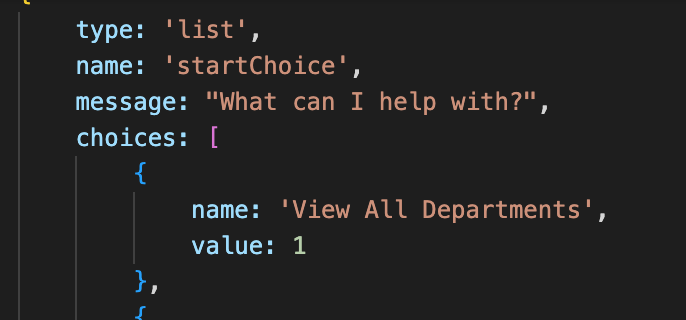 {
type: 'list',
name: 'startChoice',
message: "What can I help with?",
choices: [
{
name: 'View All Departments',
value: 1
},
{